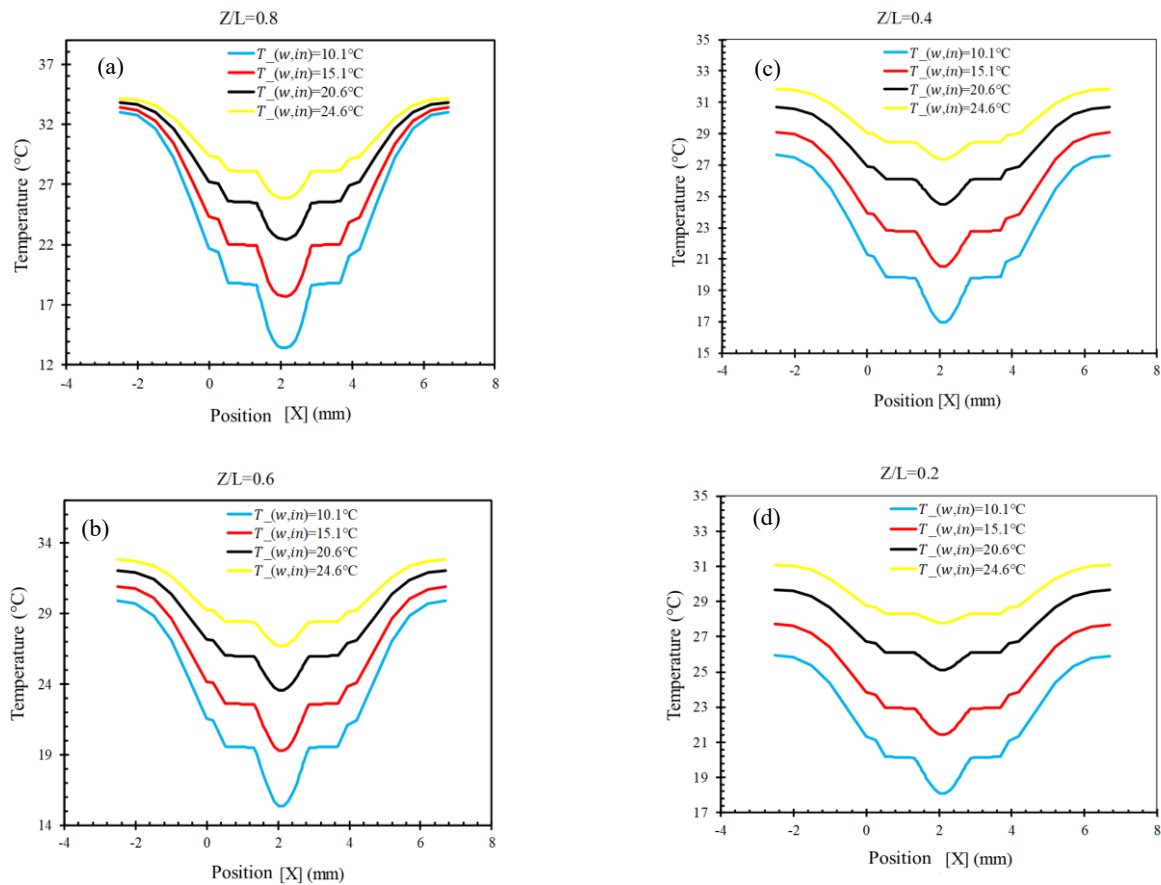 Z/L=0.8
(a)
T_(w,in)=10.1°C
T_(w,in)=15.1°C
T_(w,in)=20.6°C
T_(w,in)=24.6°C
Temperature (°C)
37
32
27
22
17
12
-4 -2 0 2 4 6 8
Position [X] (mm)
Z/L=0.4
(c)
T_(w,in)=10.1°C
T_(w,in)=15.1°C
T_(w,in)=20.6°C
T_(w,in)=24.6°C
Temperature (°C)
35
33
31
29
27
25
23
21
19
17
15
-4 -2 0 2 4 6 8
Position [X] (mm)
Z/L=0.6
(b)
T_(w,in)=10.1°C
T_(w,in)=15.1°C
T_(w,in)=20.6°C
T_(w,in)=24.6°C
Temperature (°C)
34
29
24
19
14
-4 -2 0 2 4 6 8
Position [X] (mm)
Z/L=0.2
(d)
T_(w,in)=10.1°C
T_(w,in)=15.1°C
T_(w,in)=20.6°C
T_(w,in)=24.6°C
Temperature (°C)
35
33
31
29
27
25
23
21
19
17
-4 -2 0 2 4 6 8
Position [X] (mm)